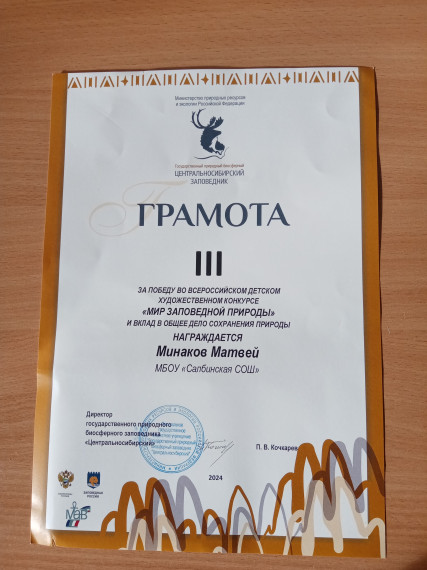 Министерство природных ресурсов
и экологии Российской Федерации
Государственный природный биосферный
ЦЕНТРАЛЬНОСИБИРСКИЙ
ЗАПОВЕДНИК
ГРАМОТА
III
ЗА ПОБЕДУ ВО ВСЕРОССИЙСКОМ ДЕТСКОМ
ХУДОЖЕСТВЕННОМ КОНКУРСЕ
«МИР ЗАПОВЕДНОЙ ПРИРОДЫ»
И ВКЛАД В ОБЩЕЕ ДЕЛО СОХРАНЕНИЯ ПРИРОДЫ
НАГРАЖДАЕТСЯ
Минаков Матвей
МБОУ «Салбинская СОШ»
Директор
государственного природного
биосферного заповедника
«Центральносибирский»
П. В. Кочкарев
2024
ЗАПОВЕДНАЯ
РОССИЯ